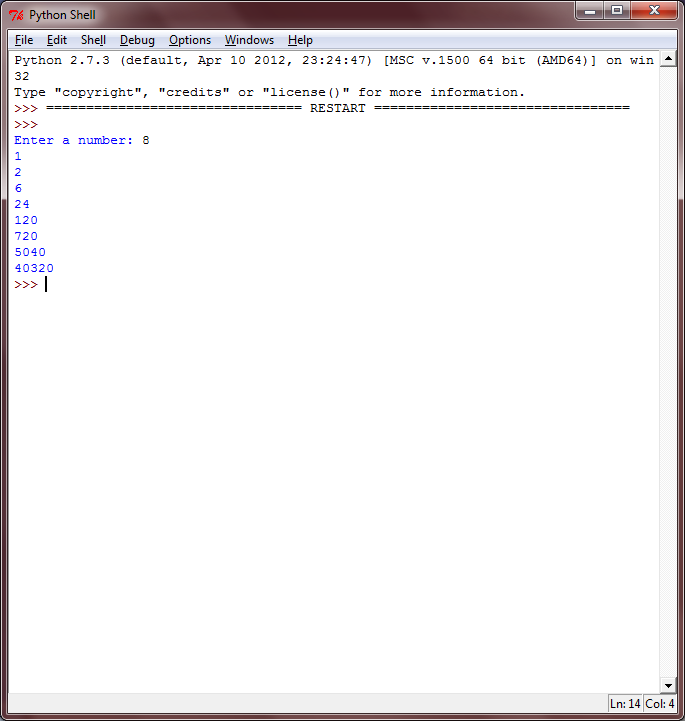 Python Shell
File Edit Shell Debug Options Windows Help
Python 2.7.3 (default, Apr 10 2012, 23:24:47) [MSC v.1500 64 bit (AMD64)] on win
32
Type "copyright", "credits" or "license()" for more information.
>>> ================================ RESTART ================================
>>>
Enter a number: 8
1
2
6
24
120
720
5040
40320
>>>
Ln: 14 Col: 4